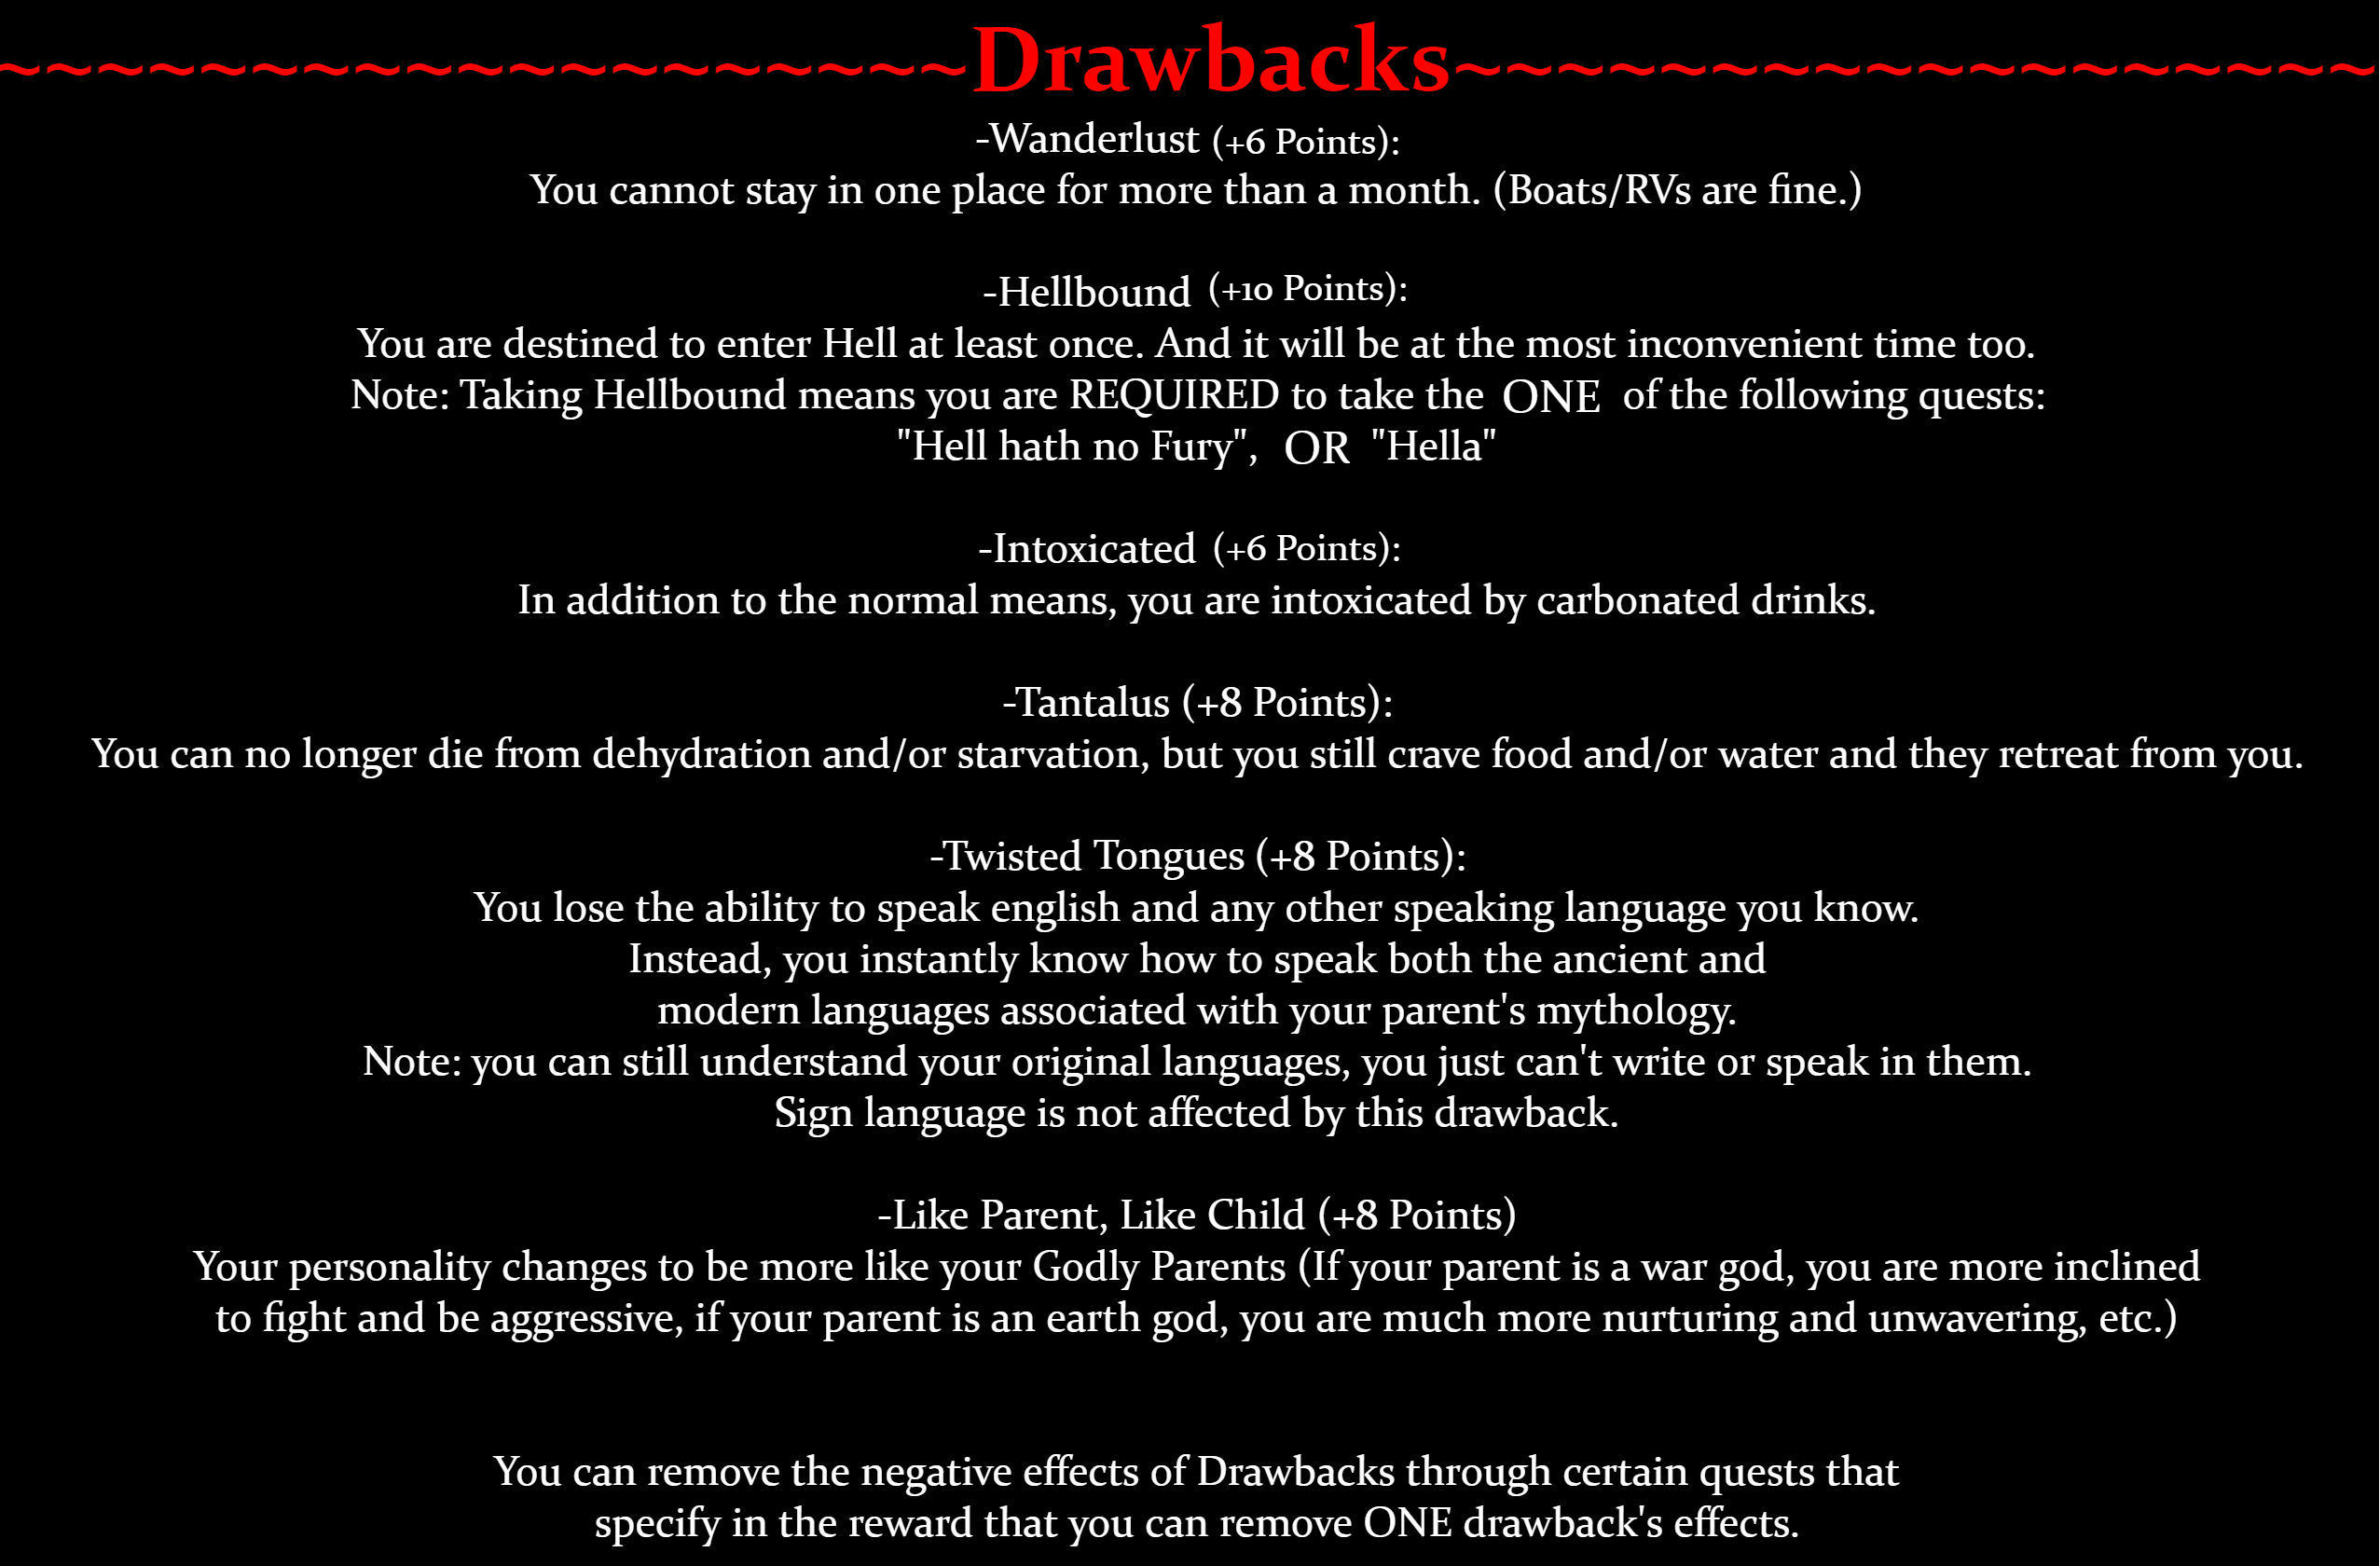 ~~~~~~~~~~~~~~~~~~~Drawbacks~~~~~~~~~~~~~~~~~~
-Wanderlust (+6 Points):
You cannot stay in one place for more than a month. (Boats/RVs are fine.)
-Hellbound (+10 Points):
You are destined to enter Hell at least once. And it will be at the most inconvenient time too.
Note: Taking Hellbound means you are REQUIRED to take the ONE of the following quests:
"Hell hath no Fury", OR "Hella"
-Intoxicated (+6 Points):
In addition to the normal means, you are intoxicated by carbonated drinks.
-Tantalus (+8 Points):
You can no longer die from dehydration and/or starvation, but you still crave food and/or water and they retreat from you.
-Twisted Tongues (+8 Points):
You lose the ability to speak english and any other speaking language you know.
Instead, you instantly know how to speak both the ancient and
modern languages associated with your parent's mythology.
Note: you can still understand your original languages, you just can't write or speak in them.
Sign language is not affected by this drawback.
-Like Parent, Like Child (+8 Points)
Your personality changes to be more like your Godly Parents (If your parent is a war god, you are more inclined
to fight and be aggressive, if your parent is an earth god, you are much more nurturing and unwavering, etc.)
You can remove the negative effects of Drawbacks through certain quests that
specify in the reward that you can remove ONE drawback's effects.